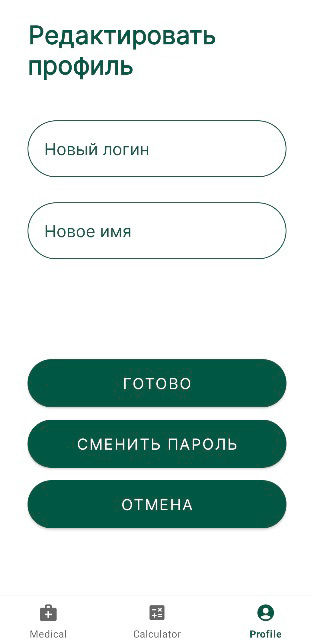 Редактировать
профиль
Новый логин
Новое имя
ГОТОВО
СМЕНИТЬ ПАРОЛЬ
ОТМЕНА
Medical
Calculator
Profile